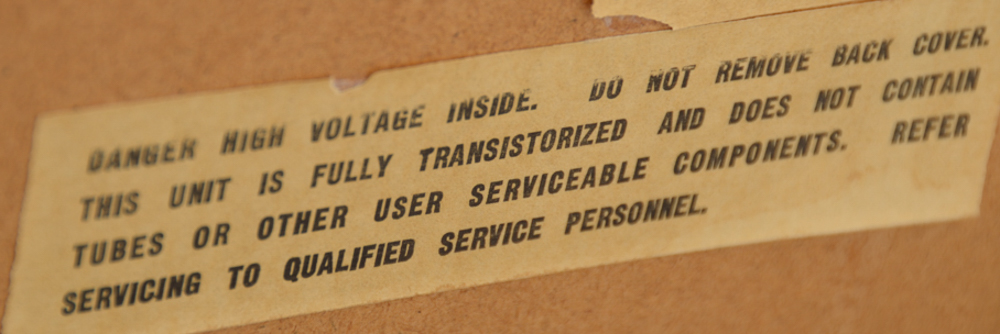 DANGER HIGH VOLTAGE INSIDE. DO NOT REMOVE BACK COVER.
THIS UNIT IS FULLY TRANSISTORIZED AND DOES NOT CONTAIN
TUBES OR OTHER USER SERVICEABLE COMPONENTS. REFER
SERVICING TO QUALIFIED SERVICE PERSONNEL.